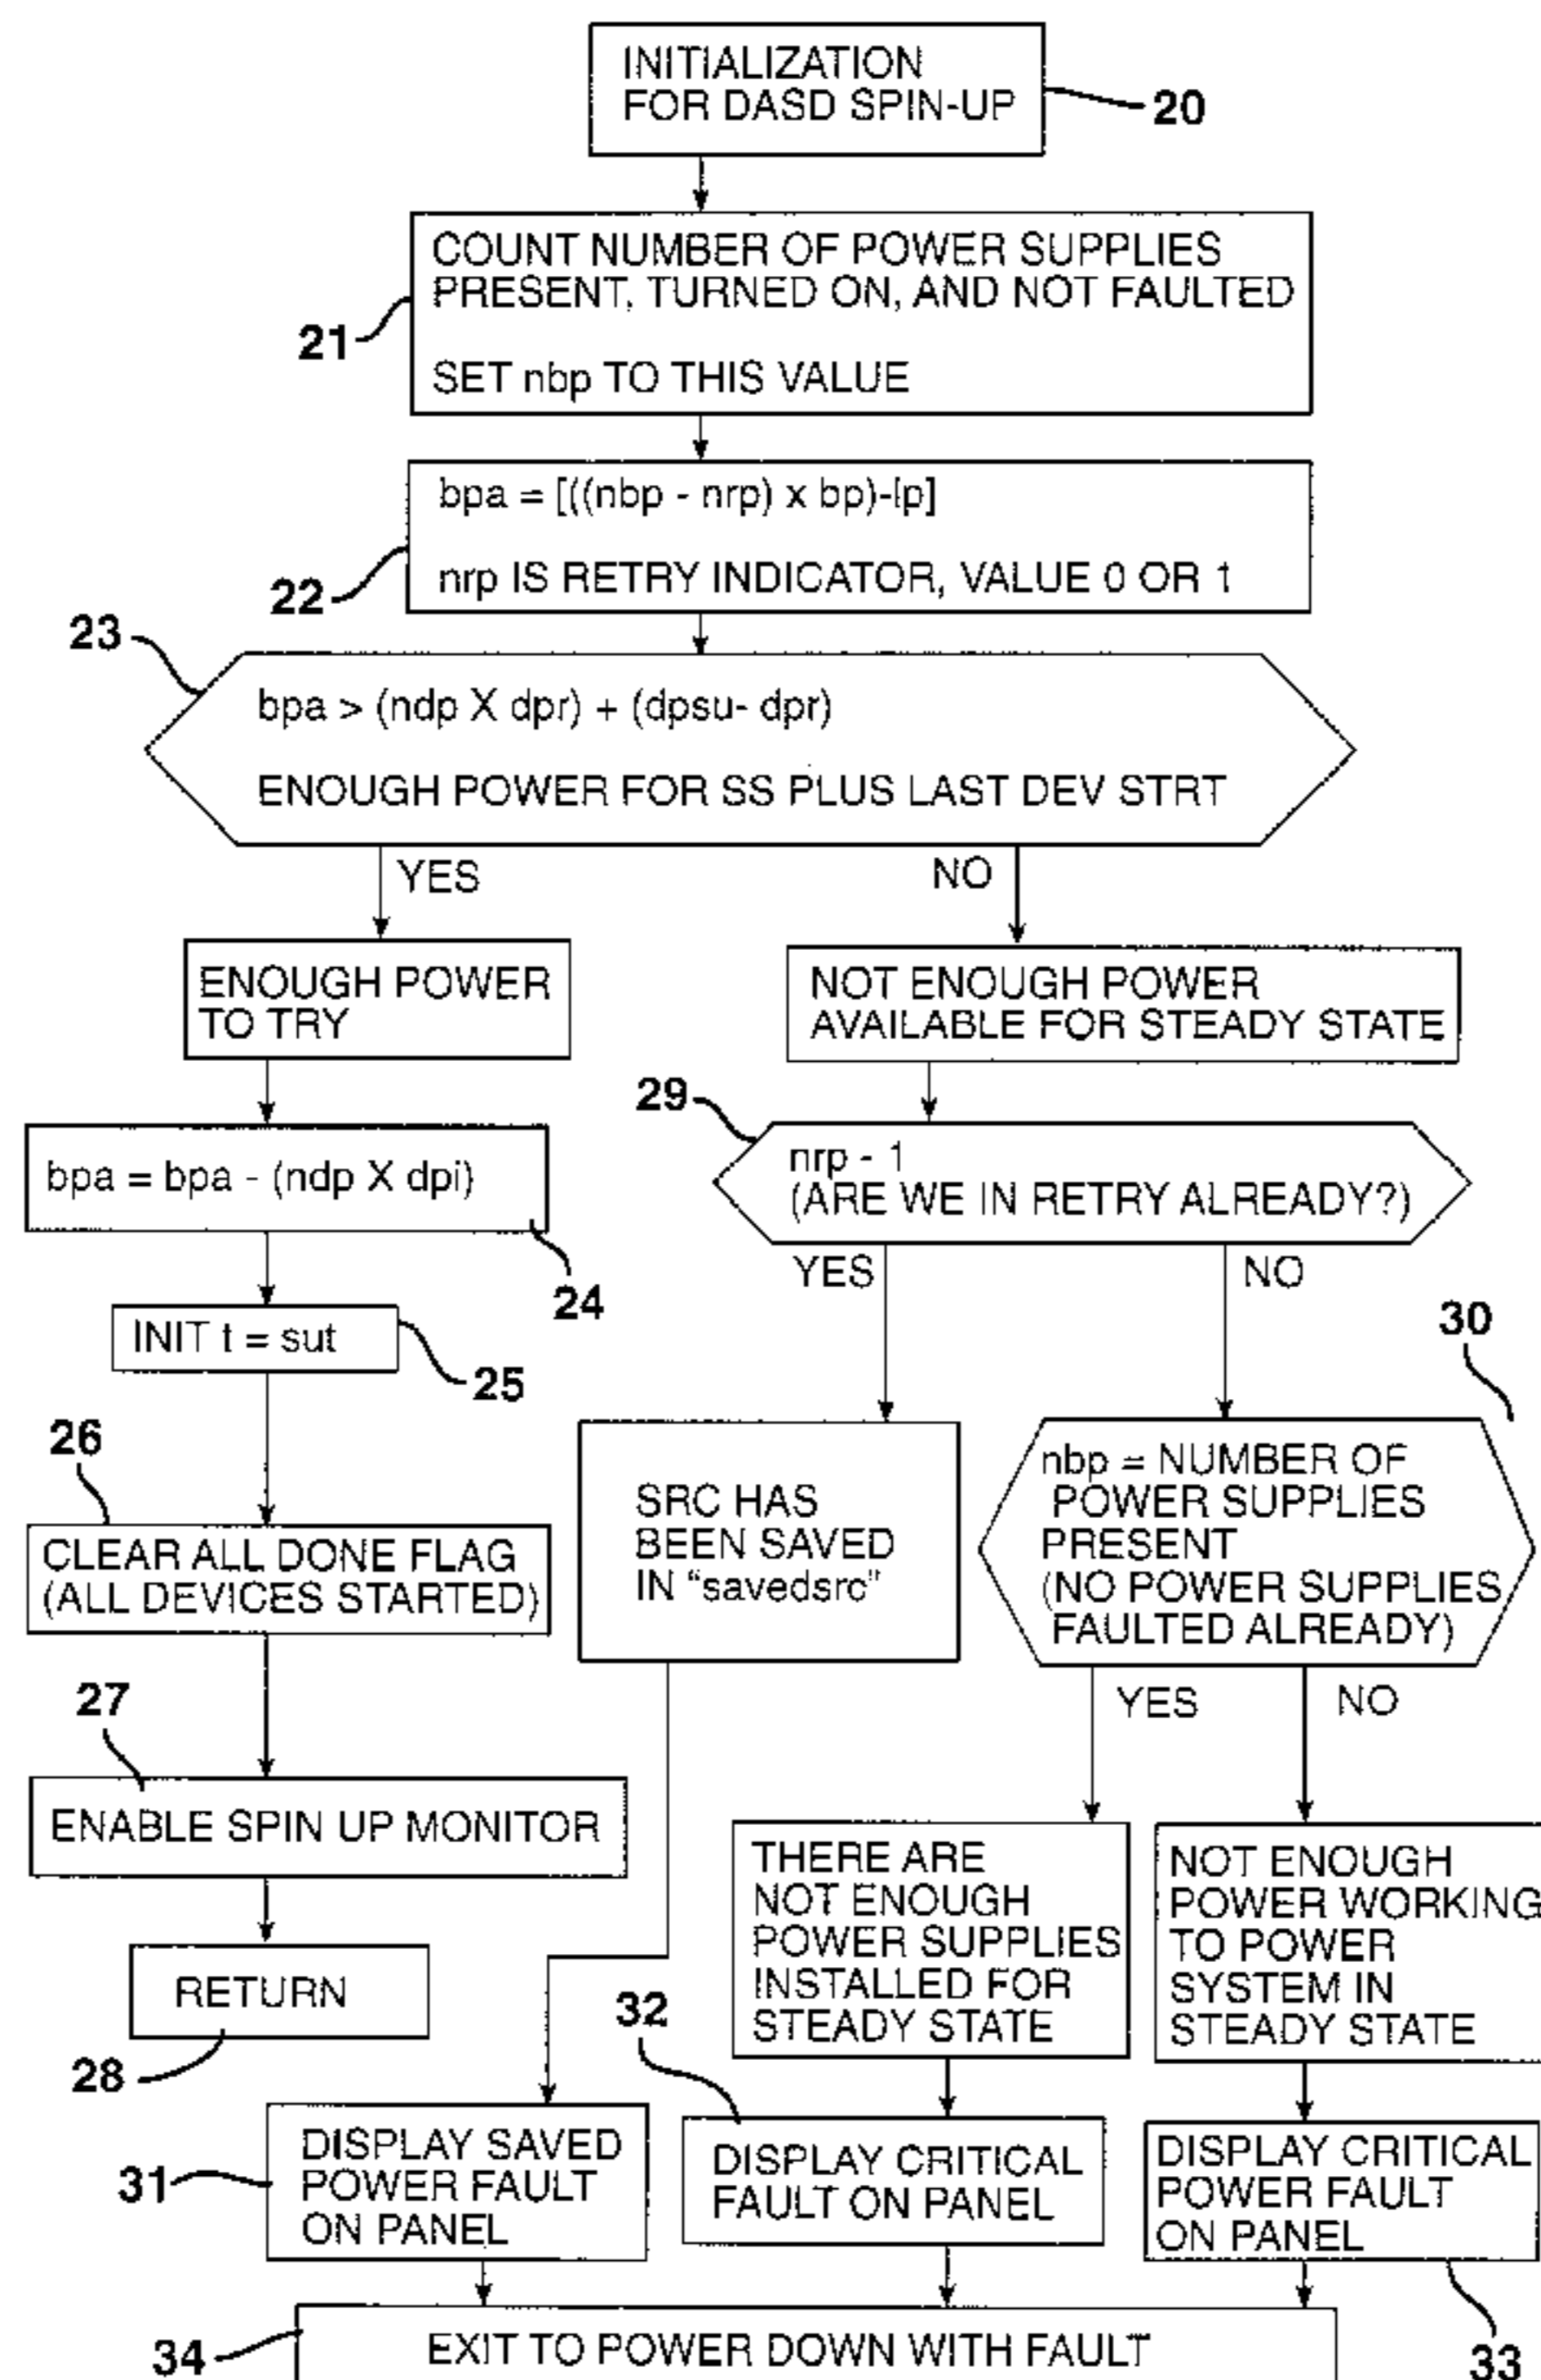 INITIALIZATION
FOR DASD SPIN-UP
20
COUNT NUMBER OF POWER SUPPLIES
PRESENT, TURNED ON, AND NOT FAULTED
SET nbp TO THIS VALUE
21
bpa = [((nbp - nrp) x bp)-lp]
nrp IS RETRY INDICATOR, VALUE 0 OR 1
22
23
bpa > (ndp X dpr) + (dpsu- dpr)
ENOUGH POWER FOR SS PLUS LAST DEV STRT
YES
NO
ENOUGH POWER
TO TRY
NOT ENOUGH POWER
AVAILABLE FOR STEADY STATE
29
bpa = bpa - (ndp X dpi)
24
nrp - 1
(ARE WE IN RETRY ALREADY?)
YES
NO
INIT t = sut
25
30
26
CLEAR ALL DONE FLAG
(ALL DEVICES STARTED)
SRC HAS
BEEN SAVED
IN "savedsrc"
nbp = NUMBER OF
POWER SUPPLIES
PRESENT
(NO POWER SUPPLIES
FAULTED ALREADY)
YES
NO
27
ENABLE SPIN UP MONITOR
RETURN
28
THERE ARE
NOT ENOUGH
POWER SUPPLIES
INSTALLED FOR
STEADY STATE
NOT ENOUGH
POWER WORKING
TO POWER
SYSTEM IN
STEADY STATE
32
31
DISPLAY SAVED
POWER FAULT
ON PANEL
DISPLAY CRITICAL
FAULT ON PANEL
DISPLAY CRITICAL
POWER FAULT
ON PANEL
33
34
EXIT TO POWER DOWN WITH FAULT